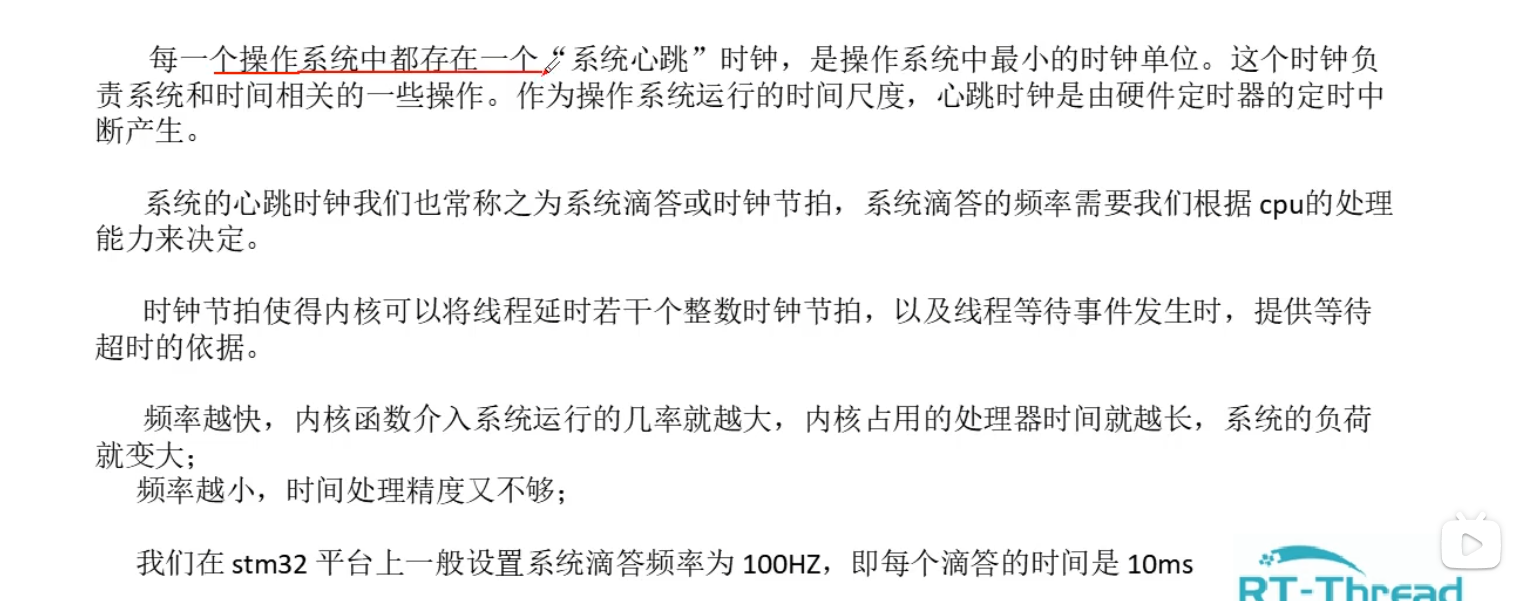 每一个操作系统中都存在一个“系统心跳”时钟，是操作系统中最小的时钟单位。这个时钟负
责系统和时间相关的一些操作。作为操作系统运行的时间尺度，心跳时钟是由硬件定时器的定时中
断产生。
系统的心跳时钟我们也常称之为系统滴答或时钟节拍，系统滴答的频率需要我们根据 cpu的处理
能力来决定。
时钟节拍使得内核可以将线程延时若干个整数时钟节拍，以及线程等待事件发生时，提供等待
超时的依据。
频率越快，内核函数介入系统运行的几率就越大，内核占用的处理器时间就越长，系统的负荷
就变大；
频率越小，时间处理精度又不够；
我们在 stm32 平台上一般设置系统滴答频率为 100HZ，即每个滴答的时间是 10ms
RT-Thread